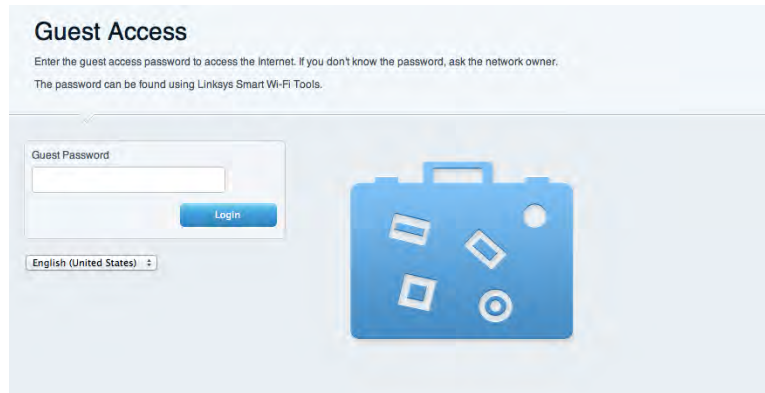 Guest Access
Enter the guest access password to access the Internet. If you don't know the password, ask the network owner.
The password can be found using Linksys Smart Wi-Fi Tools.
Guest Password
Login
English (United States)